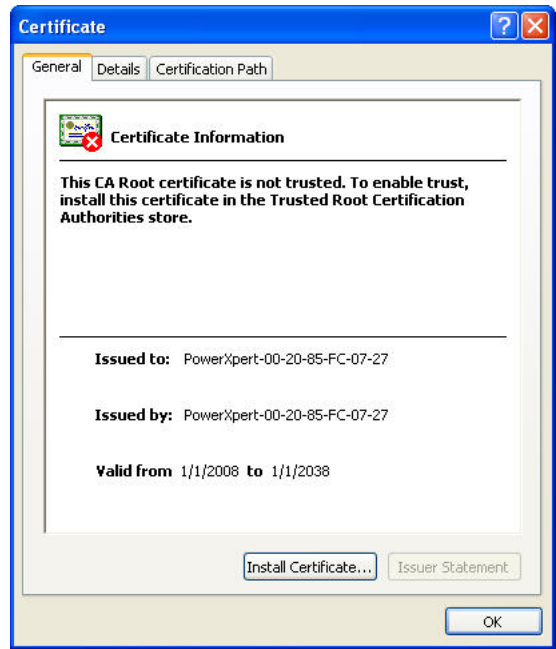 Certificate
General Details Certification Path
Certificate Information
This CA Root certificate is not trusted. To enable trust,
install this certificate in the Trusted Root Certification
Authorities store.
Issued to: PowerXpert-00-20-85-FC-07-27
Issued by: PowerXpert-00-20-85-FC-07-27
Valid from 1/1/2008 to 1/1/2038
Install Certificate... Issuer Statement
OK